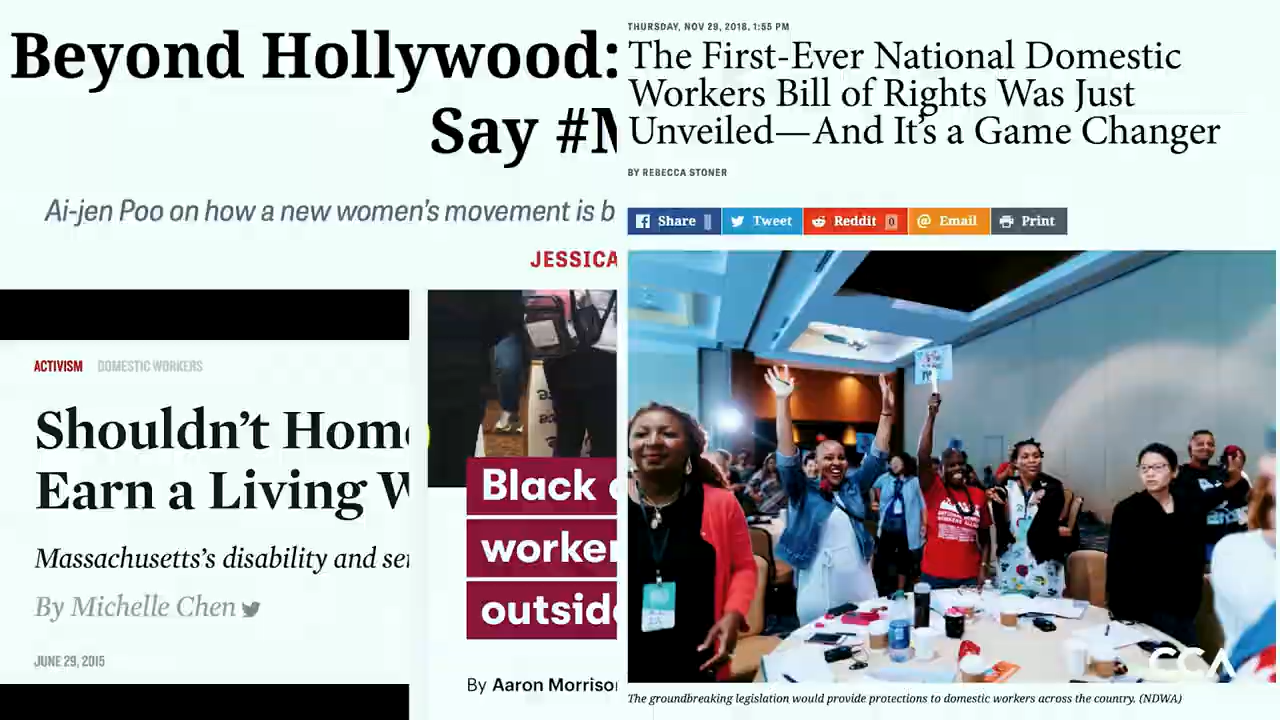 Beyond Hollywood:
Say #
Ai-jen Poo on how a new women's movement is b
JESSICA
ACTIVISM DOMESTIC WORKERS
Shouldn't Home
Earn a Living W
Massachusetts's disability and
By Michelle Chen
JUNE 29, 2015
Black
worker
outside
By Aaron Morrison
THURSDAY, NOV 29, 2018, 1:55 PM
The First-Ever National Domestic
Workers Bill of Rights Was Just
Unveiled—And It's a Game Changer
BY REBECCA STONER
Share Tweet Reddit 0 Email Print
CCA
The groundbreaking legislation would provide protections to domestic workers across the country. (NDWA)